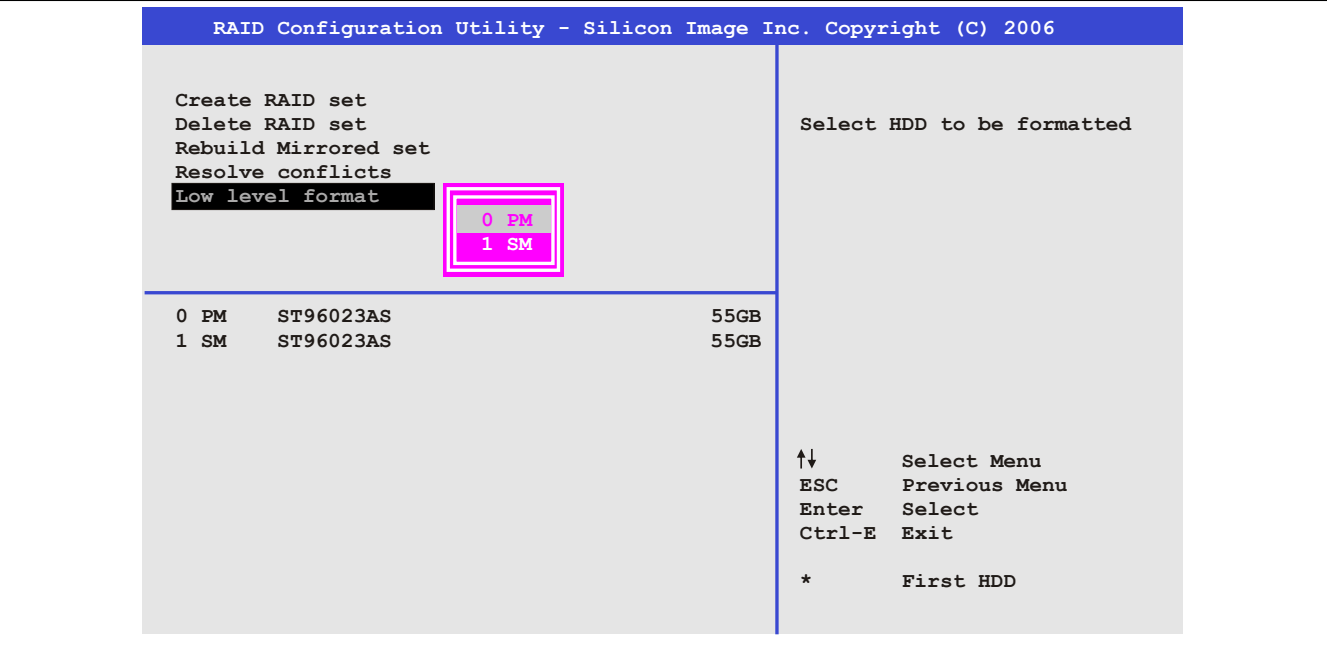 RAID Configuration Utility - Silicon Image Inc. Copyright (C) 2006
Create RAID set
Delete RAID set
Rebuild Mirrored set
Resolve conflicts
Low level format
0 PM
1 SM
Select HDD to be formatted
0 PM ST96023AS 55GB
1 SM ST96023AS 55GB
↑↓ Select Menu
ESC Previous Menu
Enter Select
Ctrl-E Exit
* First HDD